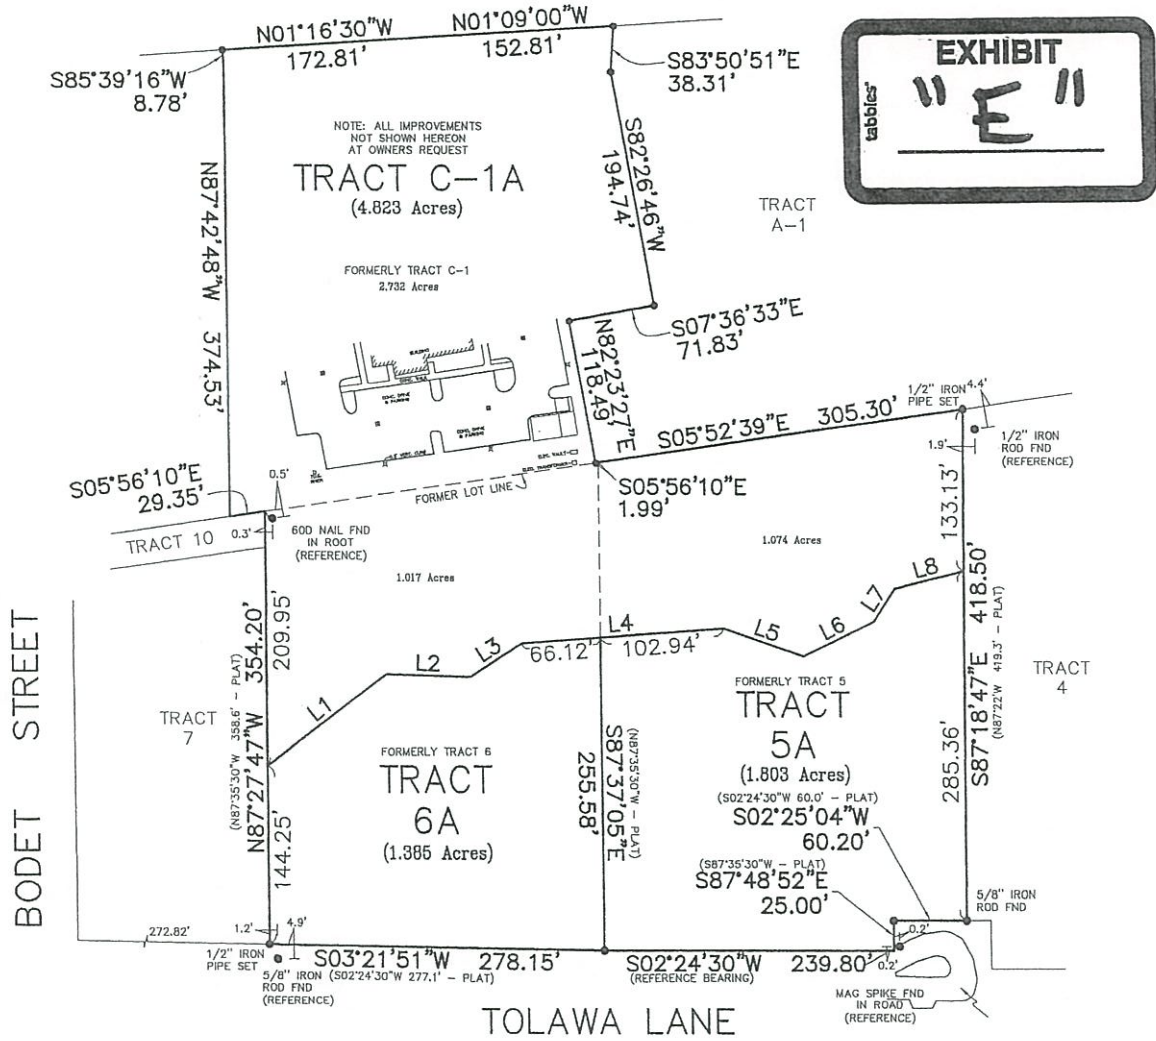 N01°16'30"W
172.81'
N01°09'00"W
152.81'
S85°39'16"W
8.78'
S83°50'51"E
38.31'
EXHIBIT
"E"
tabbies®
NOTE: ALL IMPROVEMENTS
NOT SHOWN HEREON
AT OWNERS REQUEST
TRACT C-1A
(4.823 Acres)
S82°26'46"W
194.74'
TRACT
A-1
N87°42'48"W 374.53'
FORMERLY TRACT C-1
2.732 Acres
S07°36'33"E
71.83'
N82°23'27"E
118.49'
1/2" IRON
PIPE SET
4.4'
S05°52'39"E 305.30'
1.9'
1/2" IRON
ROD FND
(REFERENCE)
S05°56'10"E
29.35'
0.5'
FORMER LOT LINE
S05°56'10"E
1.99'
133.13'
TRACT 10
0.3'
60D NAIL FND
IN ROOT
(REFERENCE)
1.017 Acres
1.074 Acres
L1
L2
L3
L4
66.12'
102.94'
L5
L6
L7
L8
BODET STREET
TRACT
7
(N87°35'30"W 358.6' - PLAT)
N87°27'47"W 354.20'
209.95'
144.25'
FORMERLY TRACT 6
TRACT
6A
(1.385 Acres)
S87°37'05"E
255.58'
(N87°35'30"W - PLAT)
FORMERLY TRACT 5
TRACT
5A
(1.803 Acres)
(S02°24'30"W 60.0' - PLAT)
S02°25'04"W
60.20'
(S87°35'30"W - PLAT)
S87°48'52"E
25.00'
285.36'
S87°18'47"E 418.50'
(N87°22'W 419.3' - PLAT)
TRACT
4
5/8" IRON
ROD FND
272.82'
1.2'
4.9'
1/2" IRON
PIPE SET
5/8" IRON
ROD FND
(REFERENCE)
S03°21'51"W 278.15'
(S02°24'30"W 277.1' - PLAT)
S02°24'30"W 239.80'
(REFERENCE BEARING)
0.2'
0.2'
MAG SPIKE FND
IN ROAD
(REFERENCE)
TOLAWA LANE